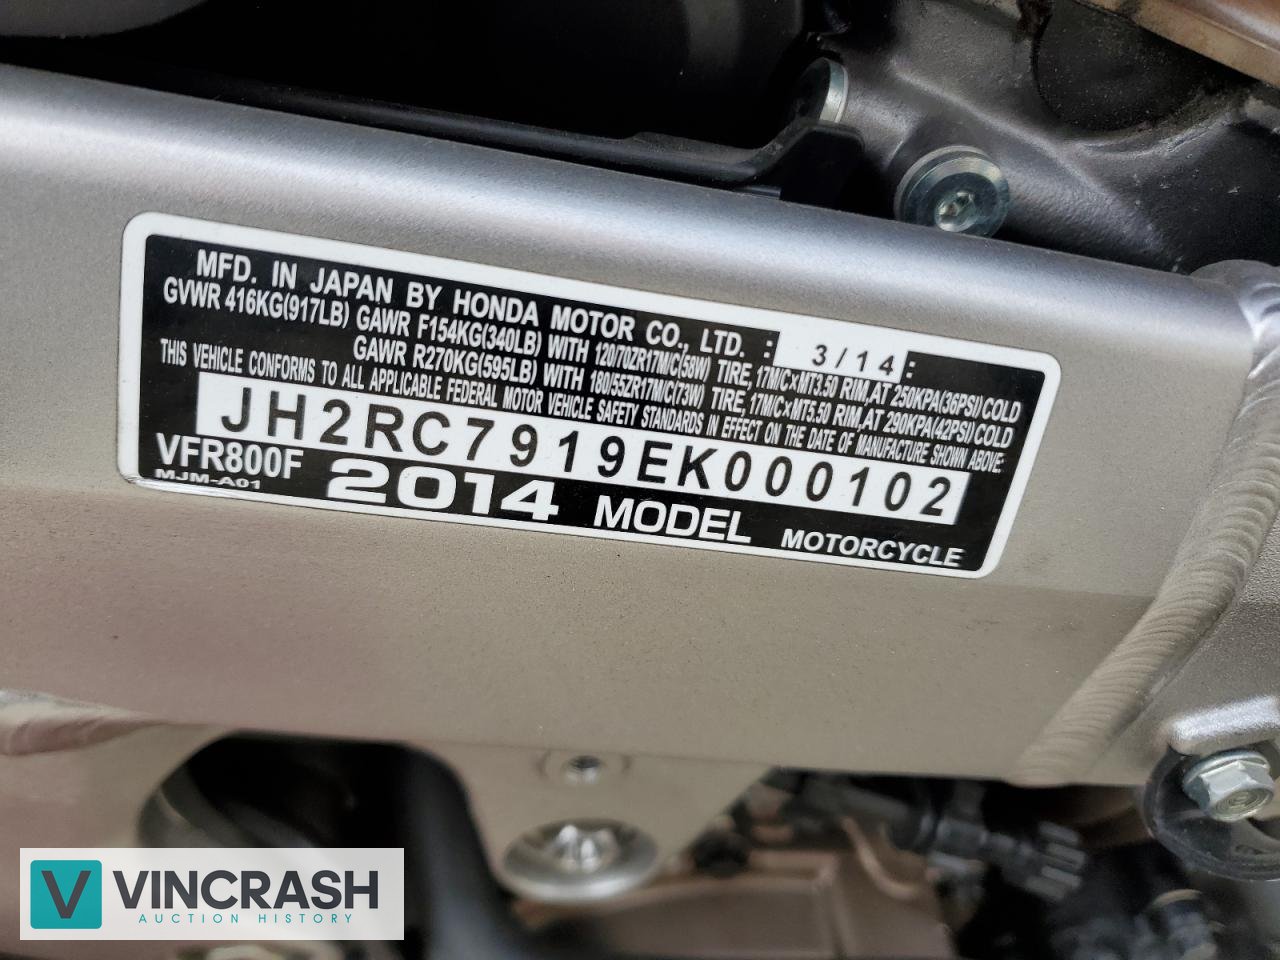 MFD. IN JAPAN BY HONDA MOTOR CO., LTD. : 3/14 :
GVWR 416KG(917LB) GAWR F154KG(340LB) WITH 120/70ZR17M/C(58W) TIRE, 17M/C×MT3.50 RIM,AT 250KPA(36PSI)COLD
GAWR R270KG(595LB) WITH 180/55ZR17M/C(73W) TIRE, 17M/C×MT5.50 RIM,AT 290KPA(42PSI)COLD
THIS VEHICLE CONFORMS TO ALL APPLICABLE FEDERAL MOTOR VEHICLE SAFETY STANDARDS IN EFFECT ON THE DATE OF MANUFACTURE SHOWN ABOVE:
JH2RC7919EK000102
VFR800F 2014 MODEL MOTORCYCLE
MJM-A01
V VINCRASH
AUCTION HISTORY